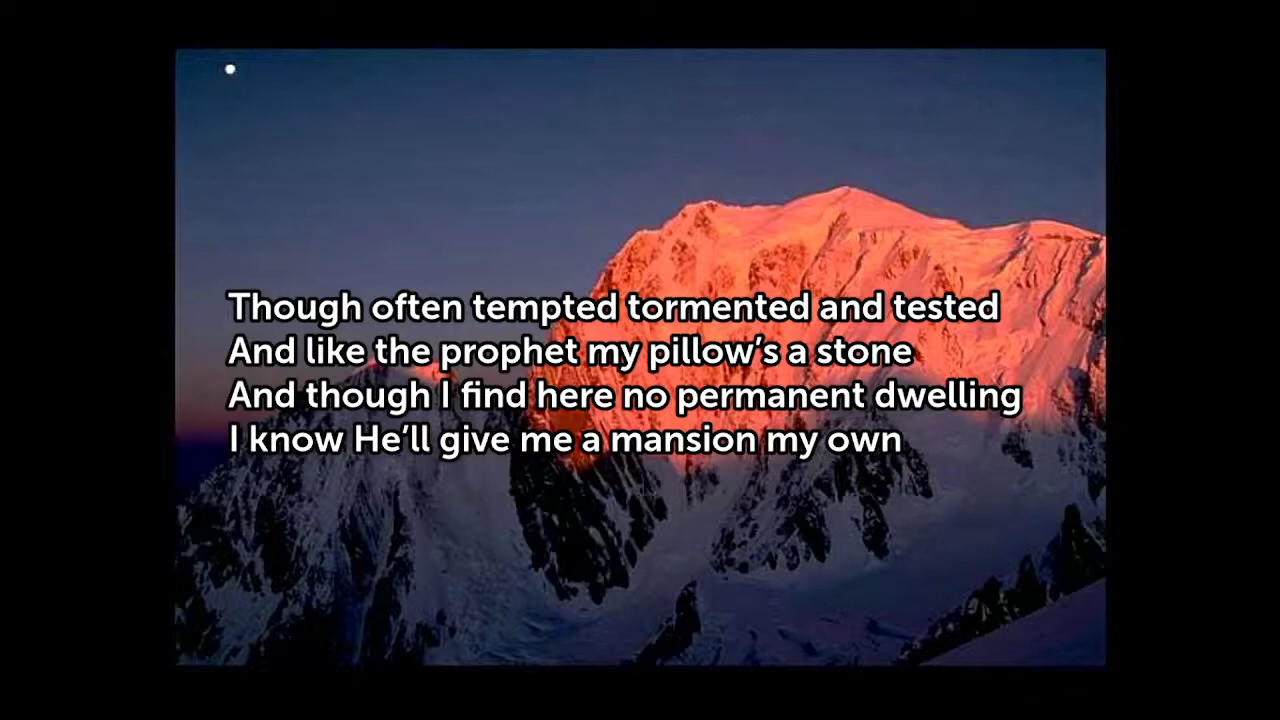 Though often tempted tormented and tested
And like the prophet my pillow’s a stone
And though I find here no permanent dwelling
I know He’ll give me a mansion my own